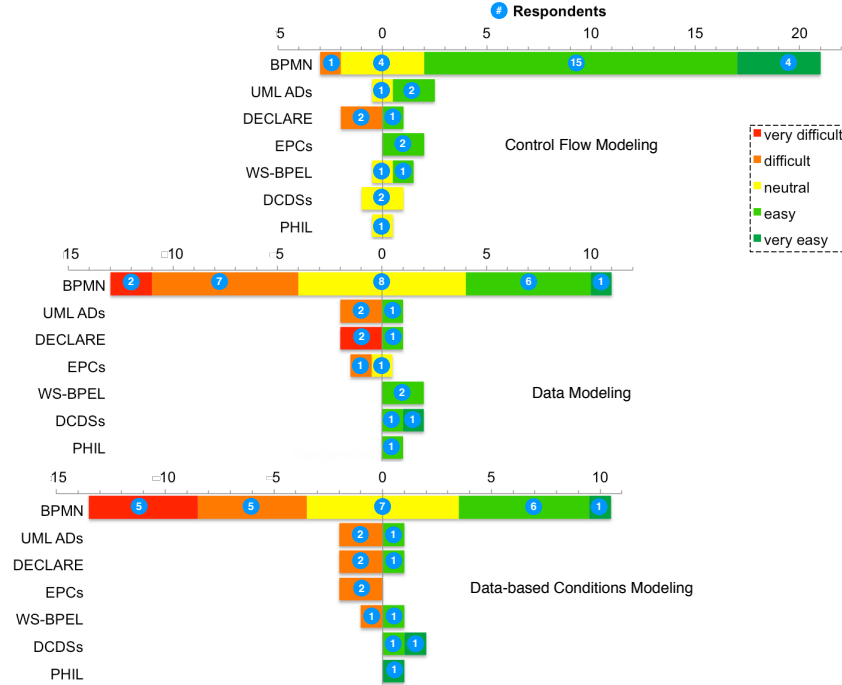 # Respondents
5 0 5 10 15 20
BPMN 1 4 15 4
UML ADs 1 2
DECLARE 2 1
EPCs 2
Control Flow Modeling
WS-BPEL 1 1
DCDSs 2
PHIL 1
very difficult
difficult
neutral
easy
very easy
15 □10 5 0 5 10
BPMN 2 7 8 6 1
UML ADs 2 1
DECLARE 2 1
EPCs 1 1
WS-BPEL 2
Data Modeling
DCDSs 1 1
PHIL 1
15 □10 □5 0 5 10
BPMN 5 5 7 6 1
UML ADs 2 1
DECLARE 2 1
EPCs 2
Data-based Conditions Modeling
WS-BPEL 1 1
DCDSs 1 1
PHIL 1